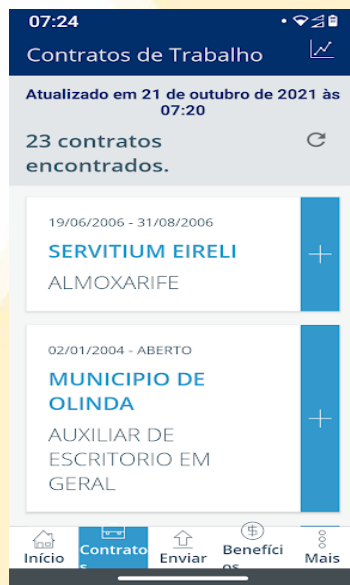 07:24
Contratos de Trabalho
Atualizado em 21 de outubro de 2021 às
07:20
23 contratos
encontrados.
19/06/2006 - 31/08/2006
SERVITIUM EIRELI
ALMOXARIFE
02/01/2004 - ABERTO
MUNICIPIO DE
OLINDA
AUXILIAR DE
ESCRITORIO EM
GERAL
Início
Contrato
s
Enviar
Benefíci
os
Mais